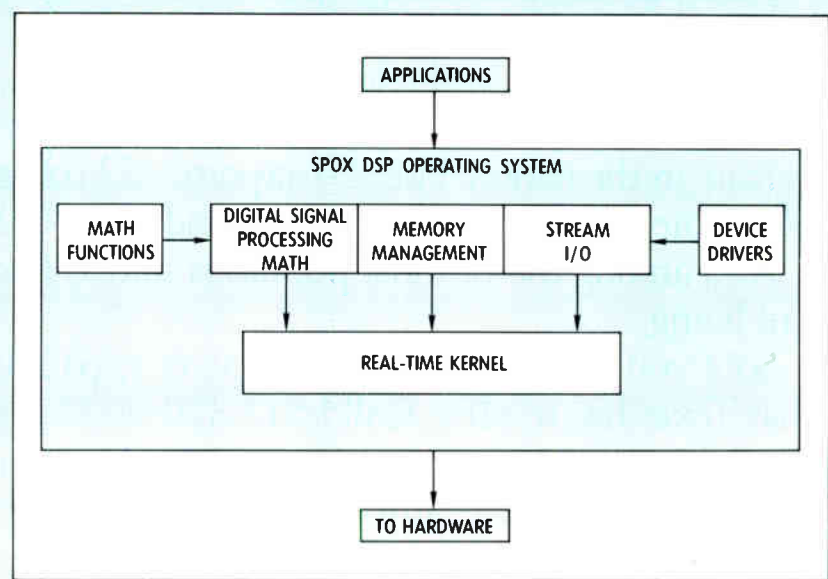 APPLICATIONS
SPOX DSP OPERATING SYSTEM
MATH
FUNCTIONS
DIGITAL SIGNAL
PROCESSING
MATH
MEMORY
MANAGEMENT
STREAM
I/O
DEVICE
DRIVERS
REAL-TIME KERNEL
TO HARDWARE